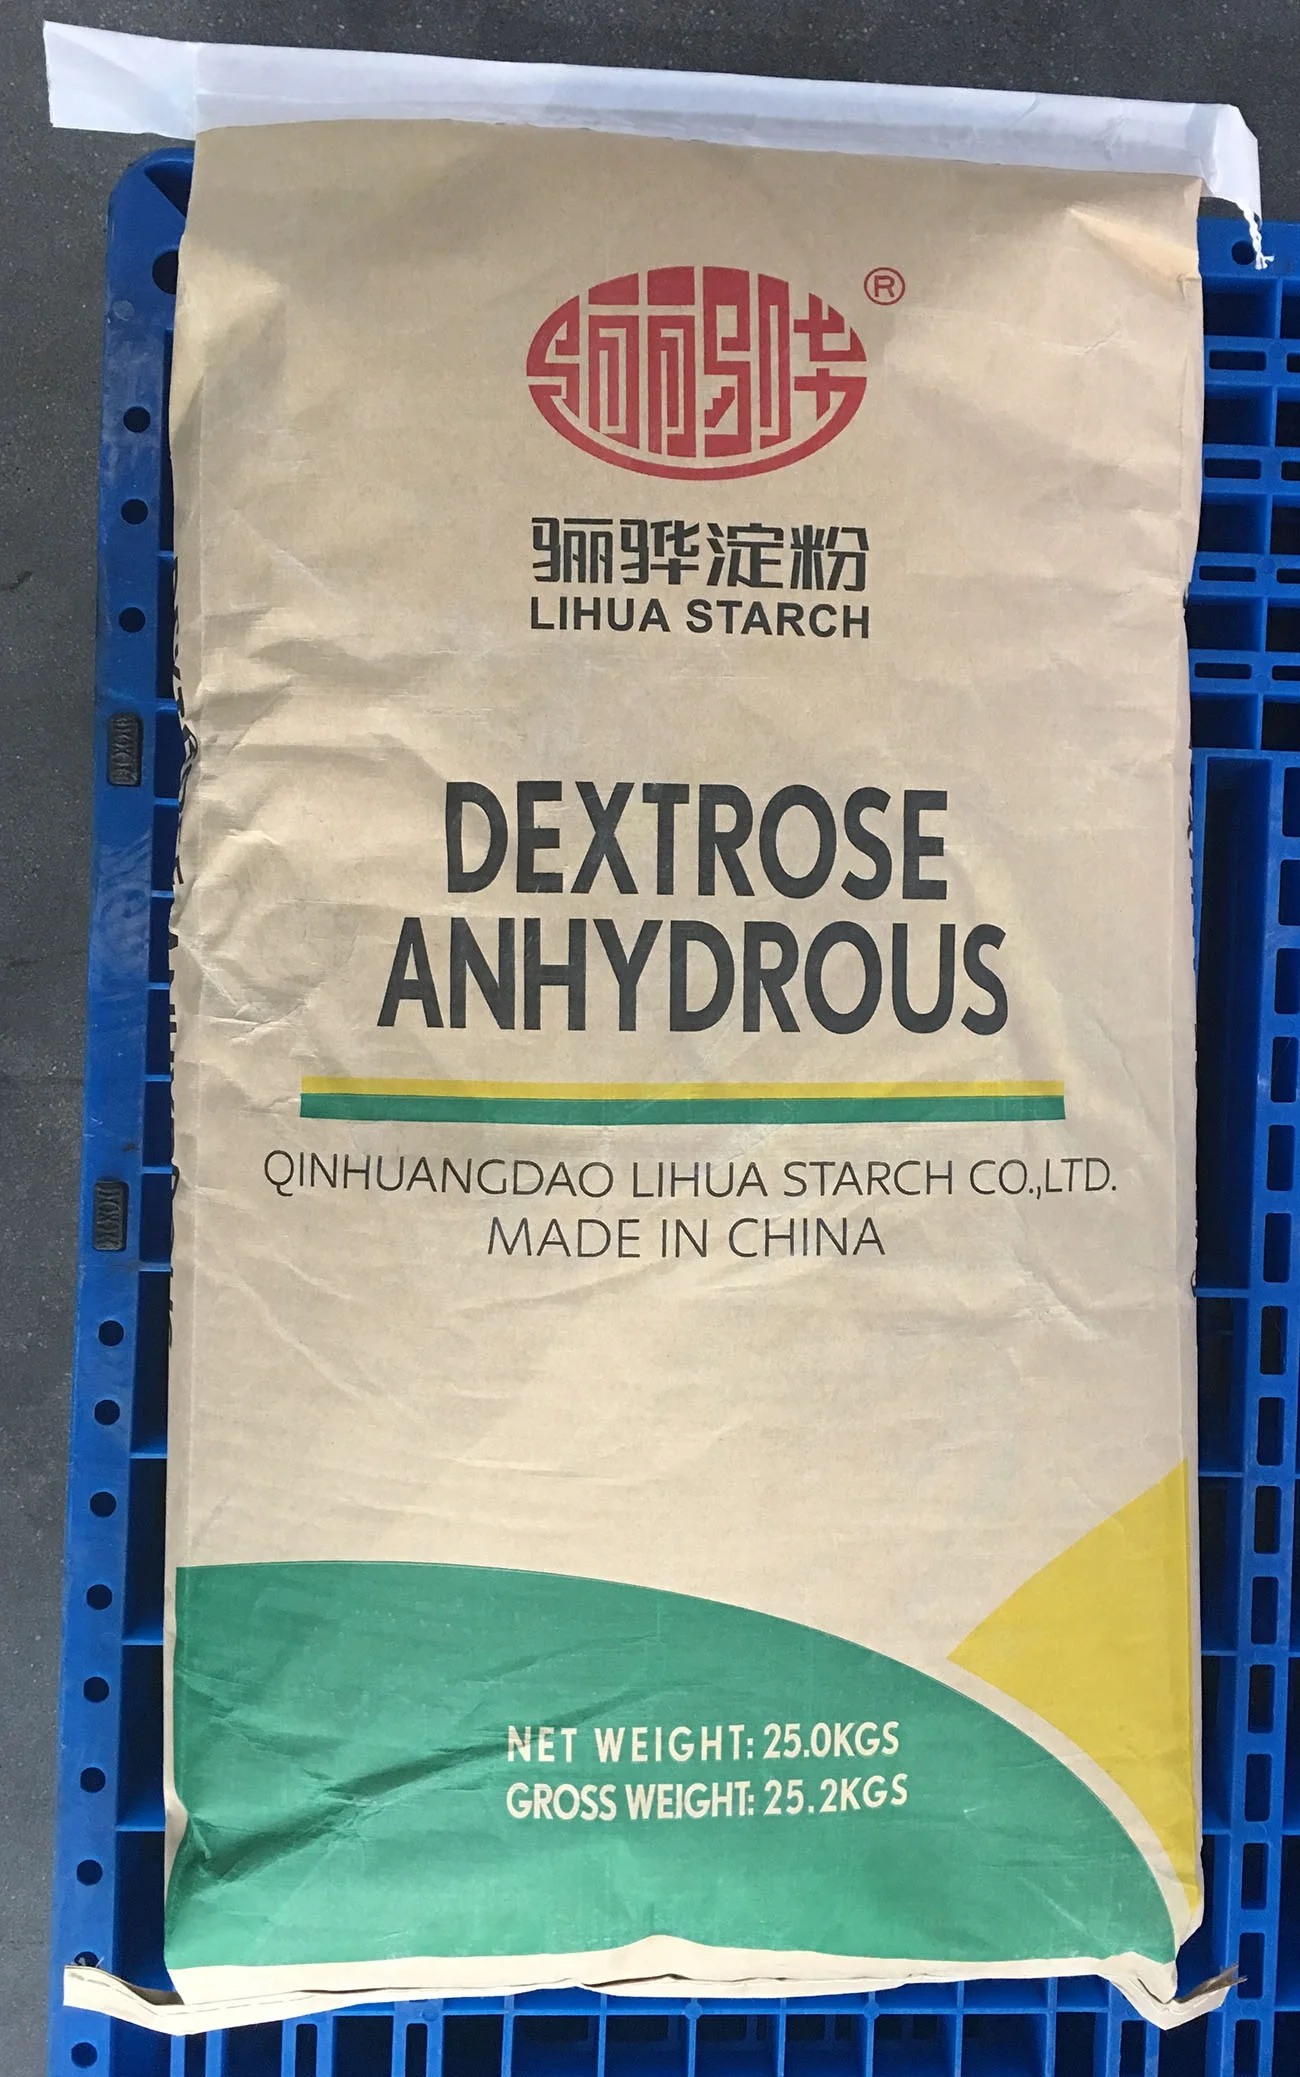 ®
骊骅淀粉
LIHUA STARCH
DEXTROSE
ANHYDROUS
QINHUANGDAO LIHUA STARCH CO.,LTD.
MADE IN CHINA
NET WEIGHT: 25.0KGS
GROSS WEIGHT: 25.2KGS